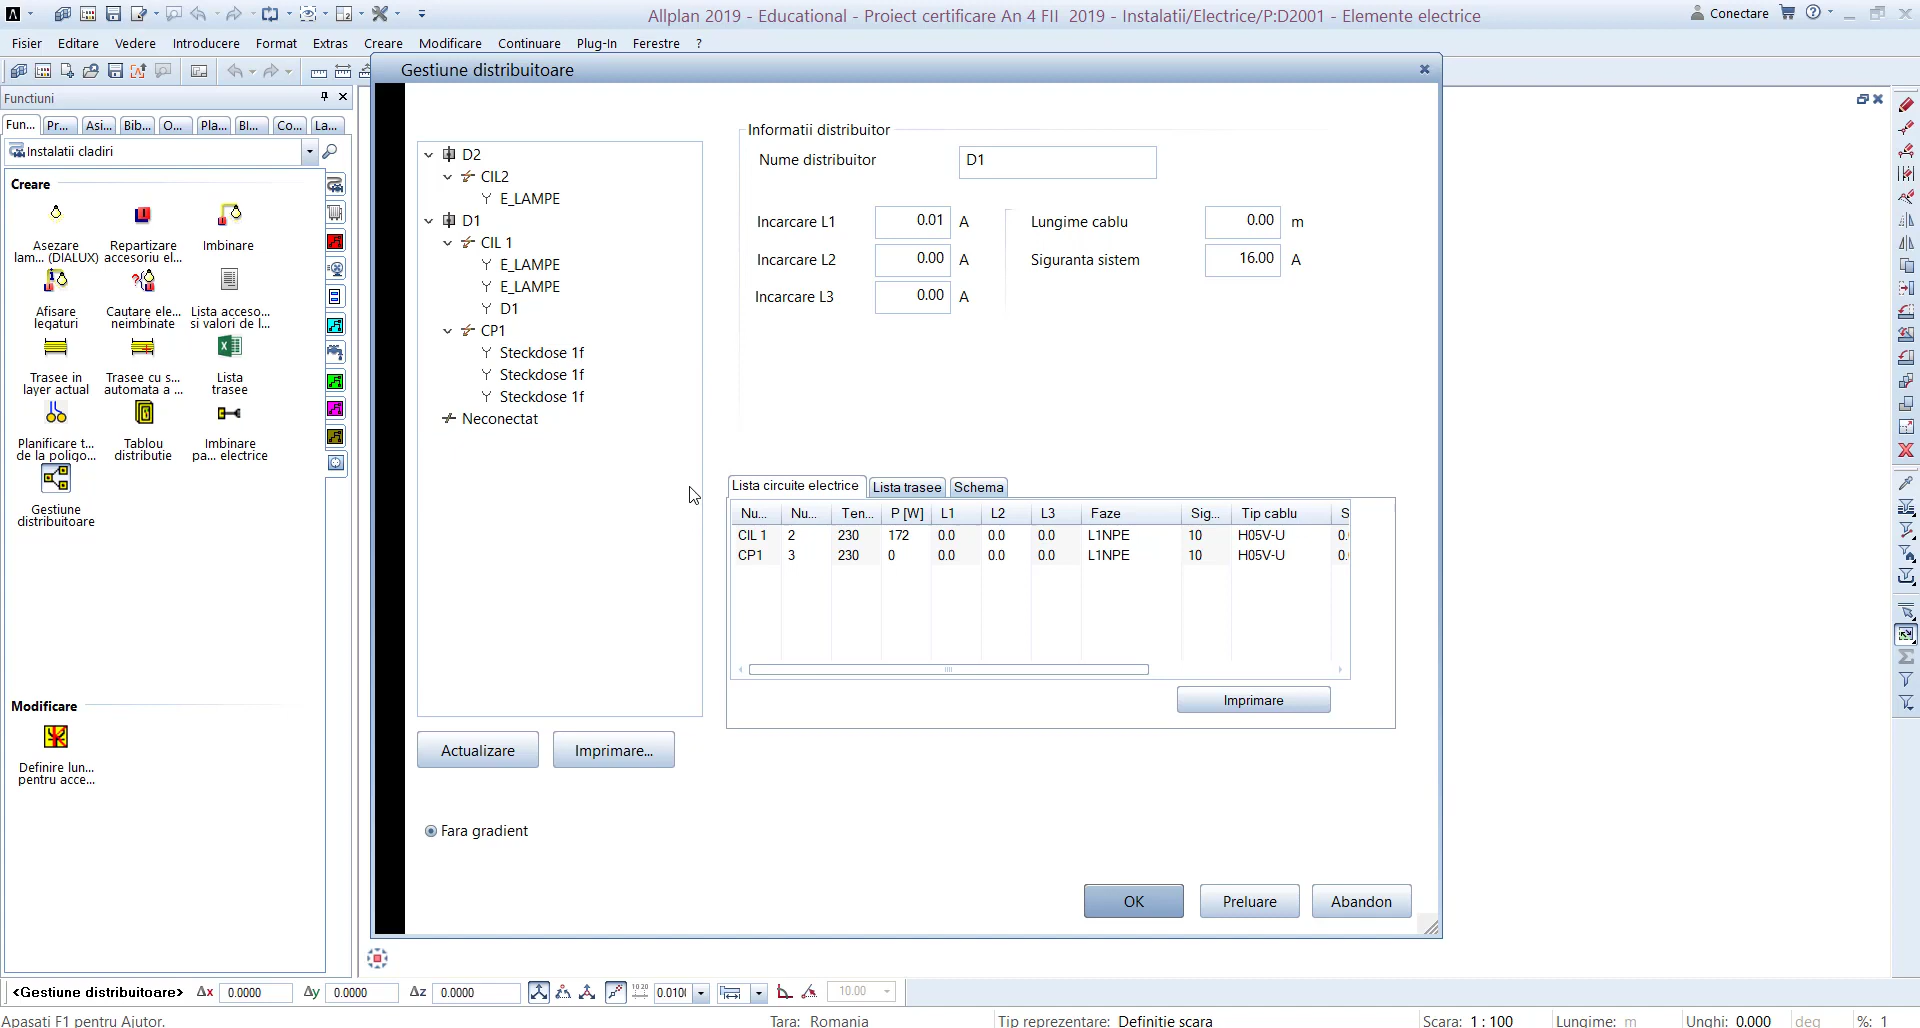 Allplan 2019 - Educational - Proiect certificare An 4 FII  2019 - Instalatii/Electrice/P:D2001 - Elemente electrice
Conectare
Fisier Editare Vedere Introducere Format Extras Creare Modificare Continuare Plug-In Ferestre ?
Gestiune distribuitoare
Functiuni
Fun... Pr... Asi... Bib... O... Pla... Bl... Co... La...
Instalatii cladiri
Creare
Asezare
lam... (DIALUX)
Repartizare
accesoriu el...
Imbinare
Afisare
legaturi
Cautare ele...
neimbinate
Lista acceso...
si valori de l...
Trasee in
layer actual
Trasee cu s...
automata a ...
Lista
trasee
Planificare t...
de la poligo...
Tablou
distributie
Imbinare
pa... electrice
Gestiune
distribuitoare
Modificare
Definire lun...
pentru acce...
D2
CIL2
E_LAMPE
D1
CIL 1
E_LAMPE
E_LAMPE
D1
CP1
Steckdose 1f
Steckdose 1f
Steckdose 1f
Neconectat
Actualizare Imprimare...
Fara gradient
Informatii distribuitor
Nume distribuitor D1
Incarcare L1 0.01 A Lungime cablu 0.00 m
Incarcare L2 0.00 A Siguranta sistem 16.00 A
Incarcare L3 0.00 A
Lista circuite electrice Lista trasee Schema
Nu... Nu... Ten... P [W] L1 L2 L3 Faze Sig... Tip cablu S
CIL 1 2 230 172 0.0 0.0 0.0 L1NPE 10 H05V-U 0.
CP1 3 230 0 0.0 0.0 0.0 L1NPE 10 H05V-U 0.
Imprimare
OK Preluare Abandon
<Gestiune distribuitoare> Δx 0.0000 Δy 0.0000 Δz 0.0000 0.010 10.00
Apasati F1 pentru Ajutor. Tara: Romania Tip reprezentare: Definitie scara Scara: 1 : 100 Lungime: m Unghi: 0.000 deg %: 1